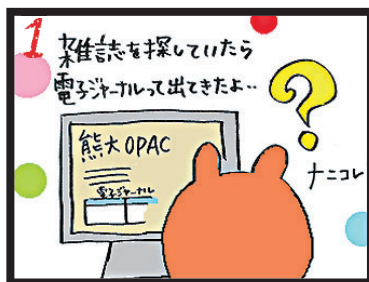 1
雑誌を探していたら
電子ジャーナルって出てきたよ‥
?
熊大OPAC
電子ジャーナル
ナニコレ